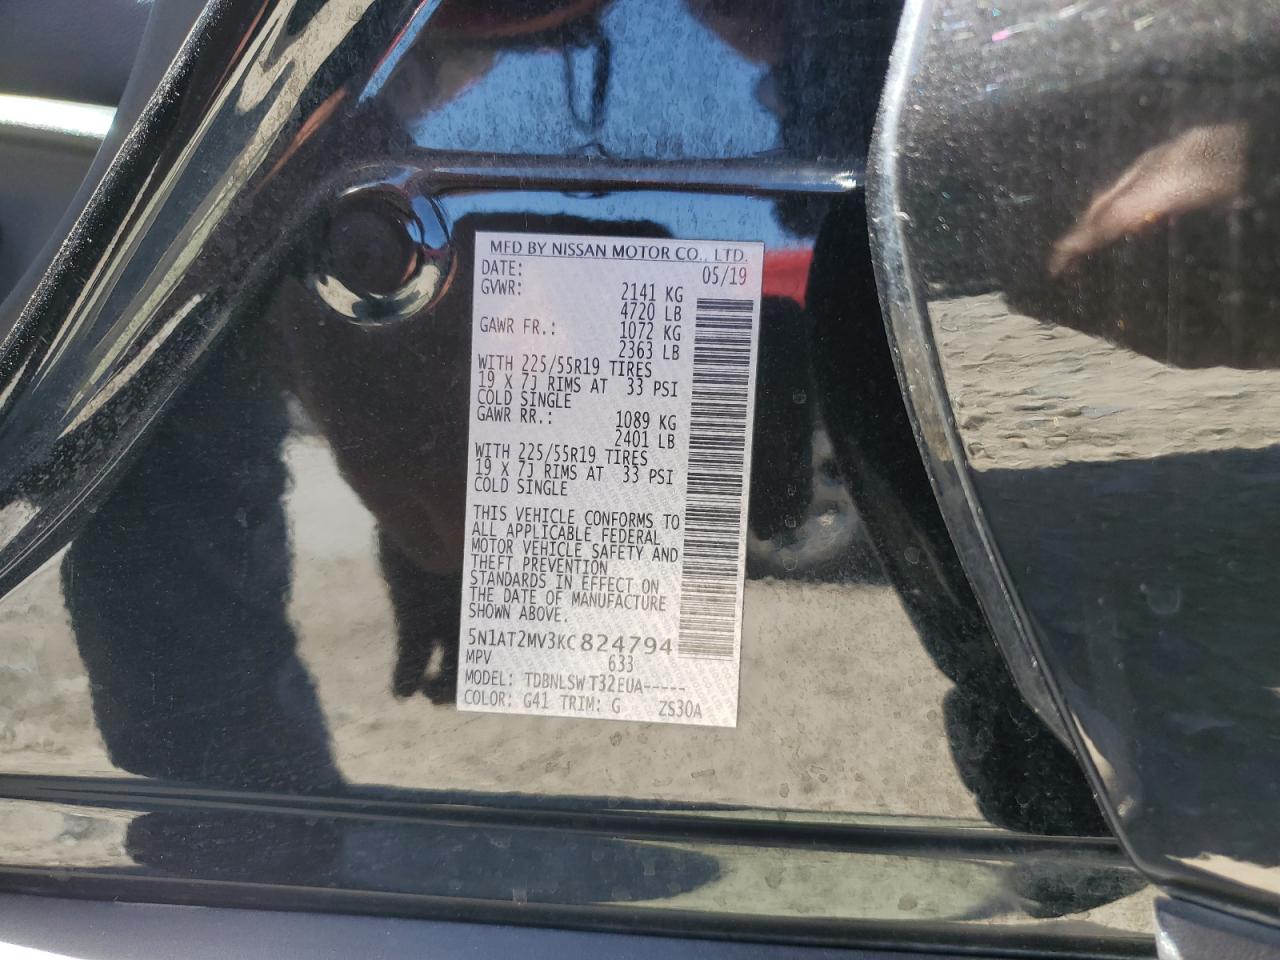 MFD BY NISSAN MOTOR CO., LTD.
DATE: 05/19
GVWR: 2141 KG
4720 LB
GAWR FR.: 1072 KG
2363 LB
WITH 225/55R19 TIRES
19 X 7J RIMS AT 33 PSI
COLD SINGLE
GAWR RR.: 1089 KG
2401 LB
WITH 225/55R19 TIRES
19 X 7J RIMS AT 33 PSI
COLD SINGLE
THIS VEHICLE CONFORMS TO
ALL APPLICABLE FEDERAL
MOTOR VEHICLE SAFETY AND
THEFT PREVENTION
STANDARDS IN EFFECT ON
THE DATE OF MANUFACTURE
SHOWN ABOVE.
5N1AT2MV3KC824794
MPV 633
MODEL: TDBNLSW T32EUA-----
COLOR: G41 TRIM: G ZS30A